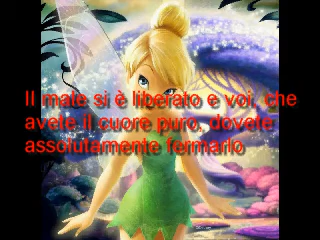 Il male si è liberato e voi, che
avete il cuore puro, dovete
assolutamente fermarlo